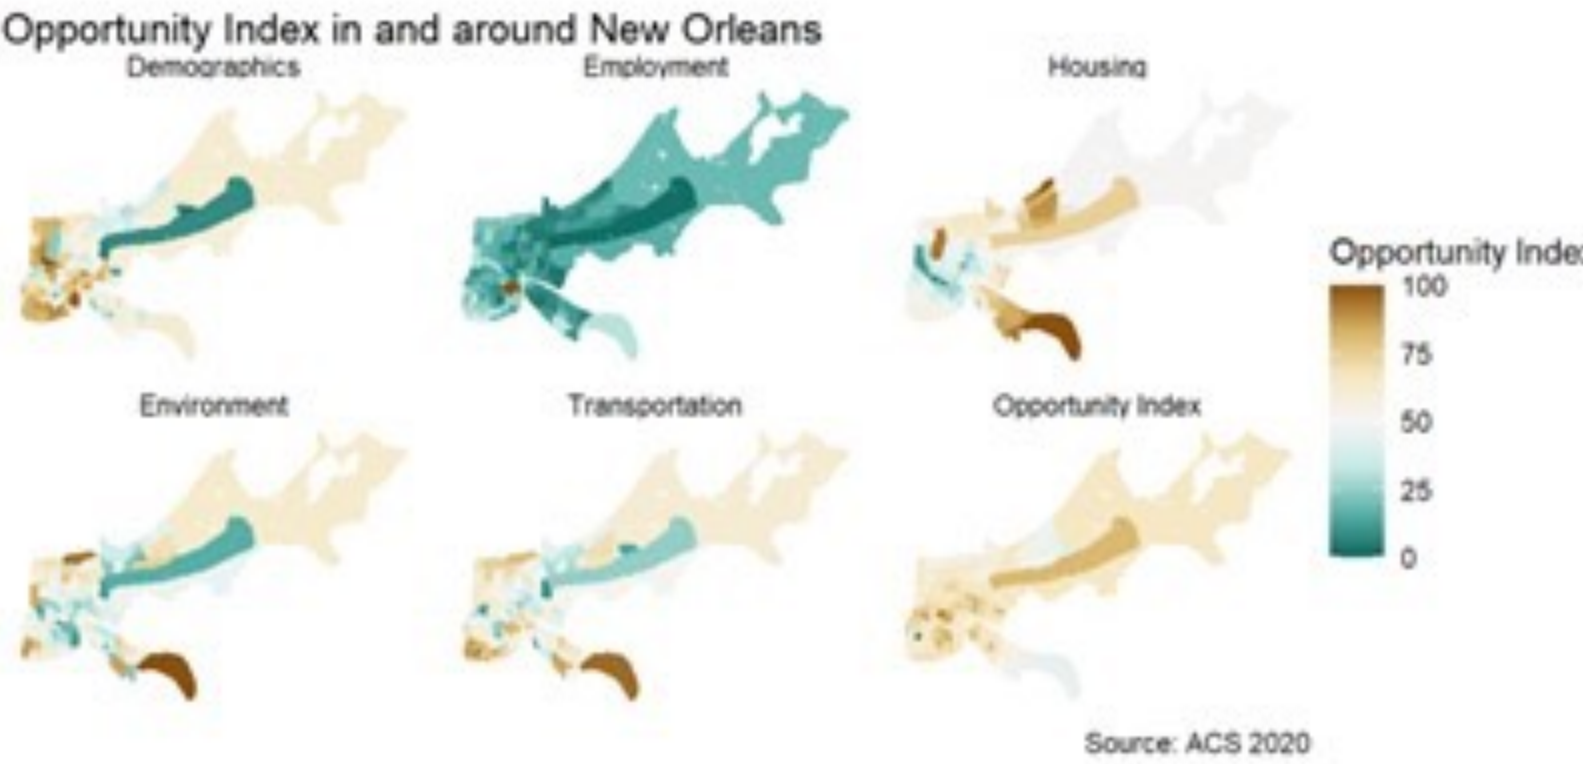 Opportunity Index in and around New Orleans
Demographics
Employment
Housing
Environment
Transportation
Opportunity Index
Opportunity Inde
100
75
50
25
0
Source: ACS 2020